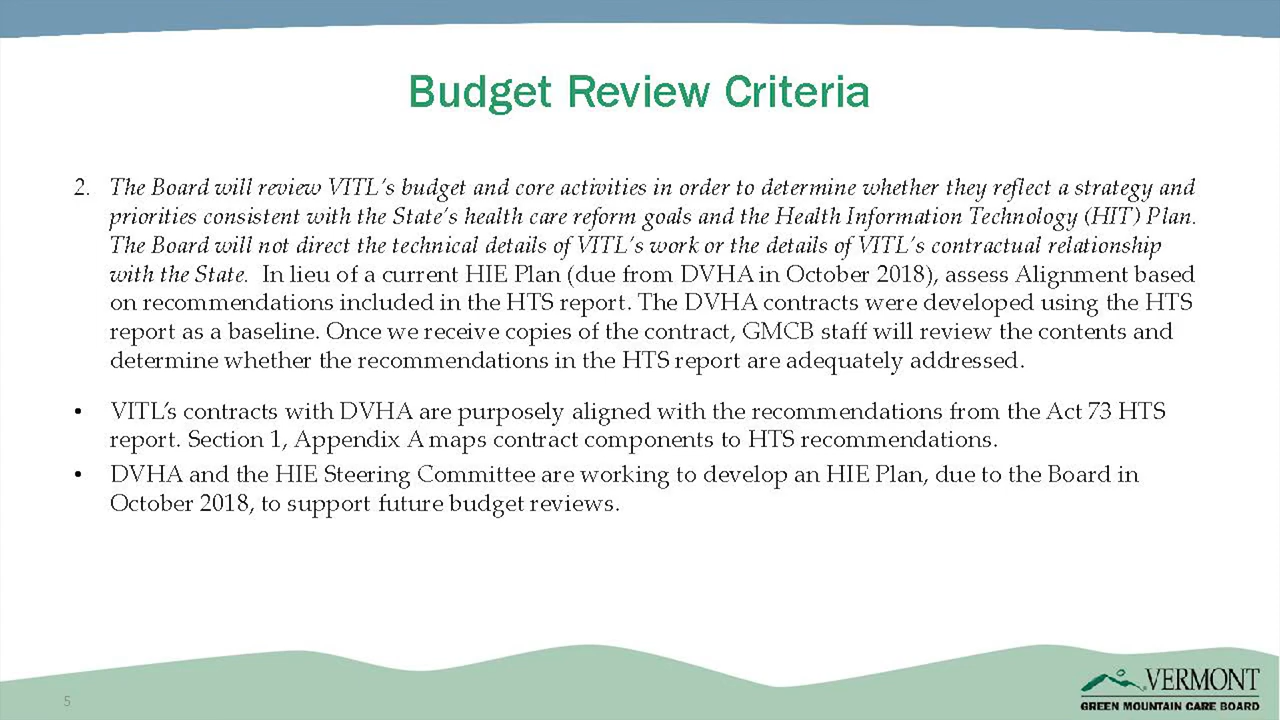 Budget Review Criteria
2. The Board will review VITL's budget and core activities in order to determine whether they reflect a strategy and
priorities consistent with the State's health care reform goals and the Health Information Technology (HIT) Plan.
The Board will not direct the technical details of VITL's work or the details of VITL's contractual relationship
with the State. In lieu of a current HIE Plan (due from DVHA in October 2018), assess Alignment based
on recommendations included in the HTS report. The DVHA contracts were developed using the HTS
report as a baseline. Once we receive copies of the contract, GMCB staff will review the contents and
determine whether the recommendations in the HTS report are adequately addressed.
• VITL's contracts with DVHA are purposely aligned with the recommendations from the Act 73 HTS
report. Section 1, Appendix A maps contract components to HTS recommendations.
• DVHA and the HIE Steering Committee are working to develop an HIE Plan, due to the Board in
October 2018, to support future budget reviews.
5
VERMONT
GREEN MOUNTAIN CARE BOARD